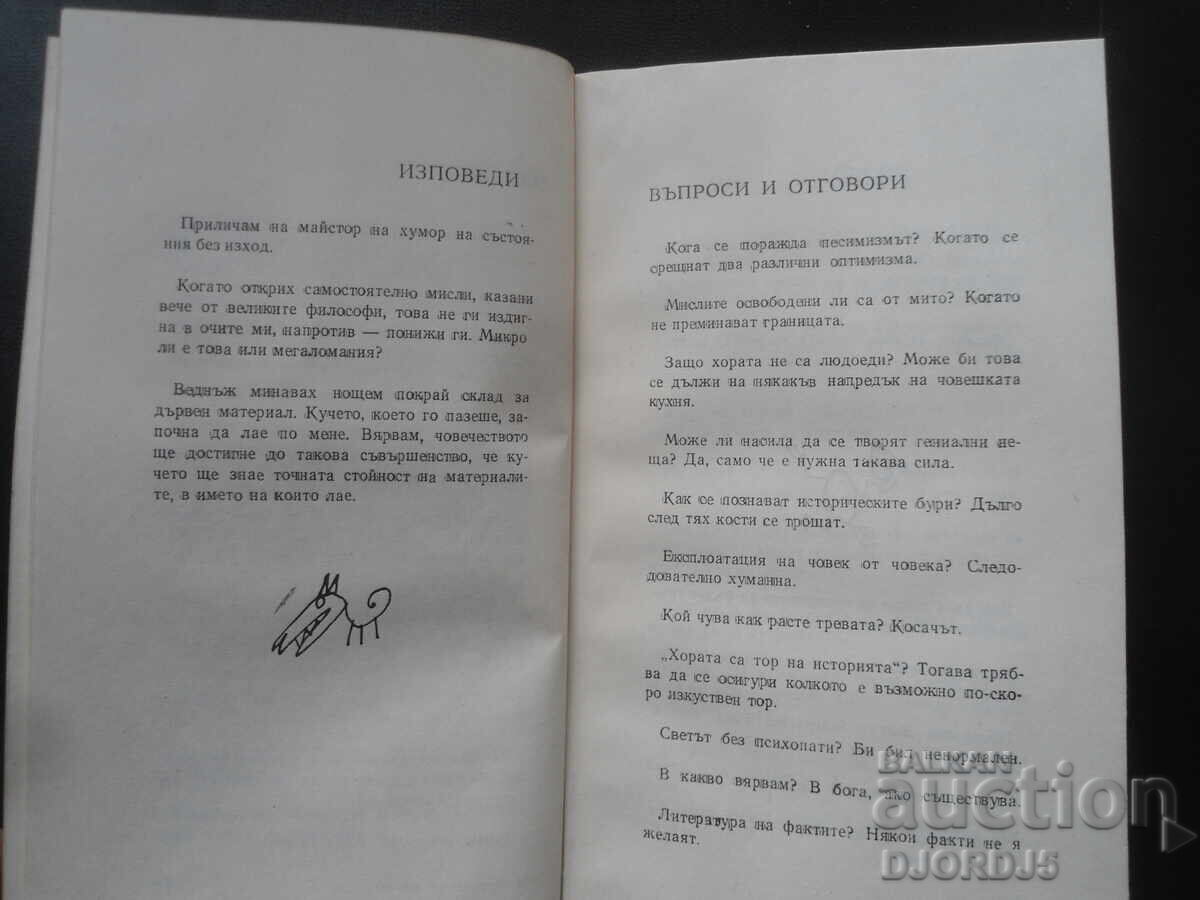 ИЗПОВЕДИ
Приличам на майстор на хумор на състоя-
ния без изход.
Когато открих самостоятелно мисли, казани
вече от великите философи, това не ги издиг-
на в очите ми, напротив — понижи ги. Микро
ли е това или мегаломания?
Веднъж минавах нощем покрай склад за
дървен материал. Кучето, което го пазеше, за-
почна да лае по мене. Вярвам, човечеството
ще достигне до такова съвършенство, че ку-
чето ще знае точната стойност на материали-
те, в името на които лае.
ВЪПРОСИ И ОТГОВОРИ
Кога се поражда песимизмът? Когато се
срещнат два различни оптимизма.
Мислите освободени ли са от мито? Когато
не преминават границата.
Защо хората не са людоеди? Може би това
се дължи на някакъв напредък на човешката
кухня.
Може ли насила да се творят гениални не-
ща? Да, само че е нужна такава сила.
Как се познават историческите бури? Дълго
след тях кости се трошат.
Експлоатация на човек от човека? Следо-
дователно хуманна.
Кой чува как расте тревата? Косачът.
„Хората са тор на историята“? Тогава тряб-
ва да се осигури колкото е възможно по-ско-
ро изкуствен тор.
Светът без психопати? Би бил ненормален.
В какво вярвам? В бога, ако съществува.
Литература на фактите? Някои факти не я
желаят.
BALKAN
auction
DJORDJ5